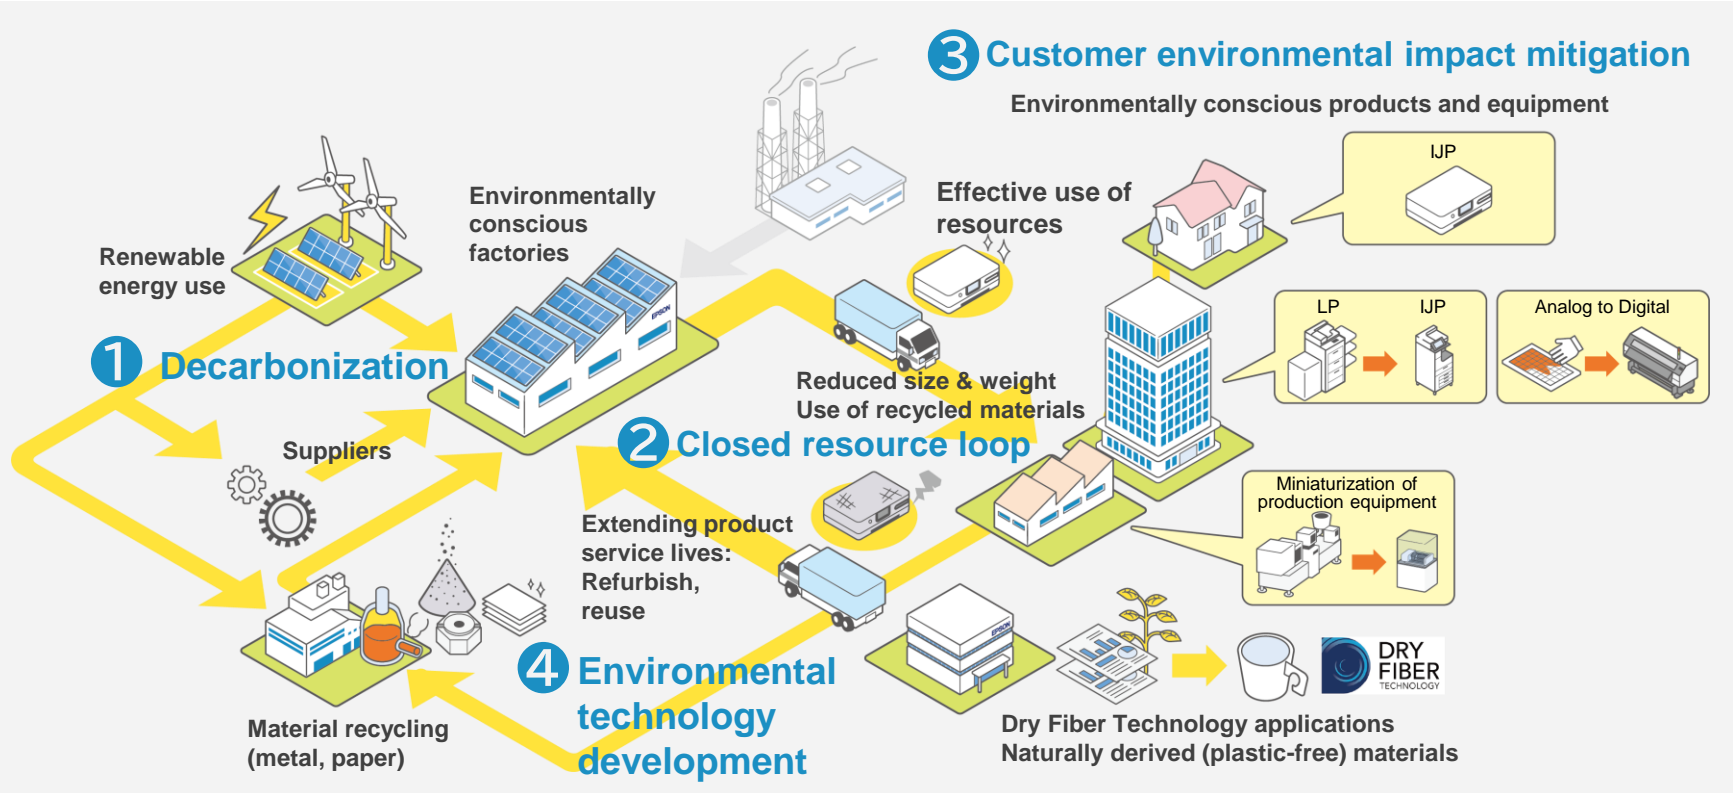 3 Customer environmental impact mitigation
Environmentally conscious products and equipment
IJP
Effective use of
resources
Environmentally
conscious
factories
Renewable
energy use
EPSON
LP
IJP
Analog to Digital
1 Decarbonization
Reduced size & weight
Use of recycled materials
2 Closed resource loop
Suppliers
Miniaturization of
production equipment
Extending product
service lives:
Refurbish,
reuse
EPSON
4 Environmental
technology
development
DRY
FIBER
TECHNOLOGY
Material recycling
(metal, paper)
Dry Fiber Technology applications
Naturally derived (plastic-free) materials